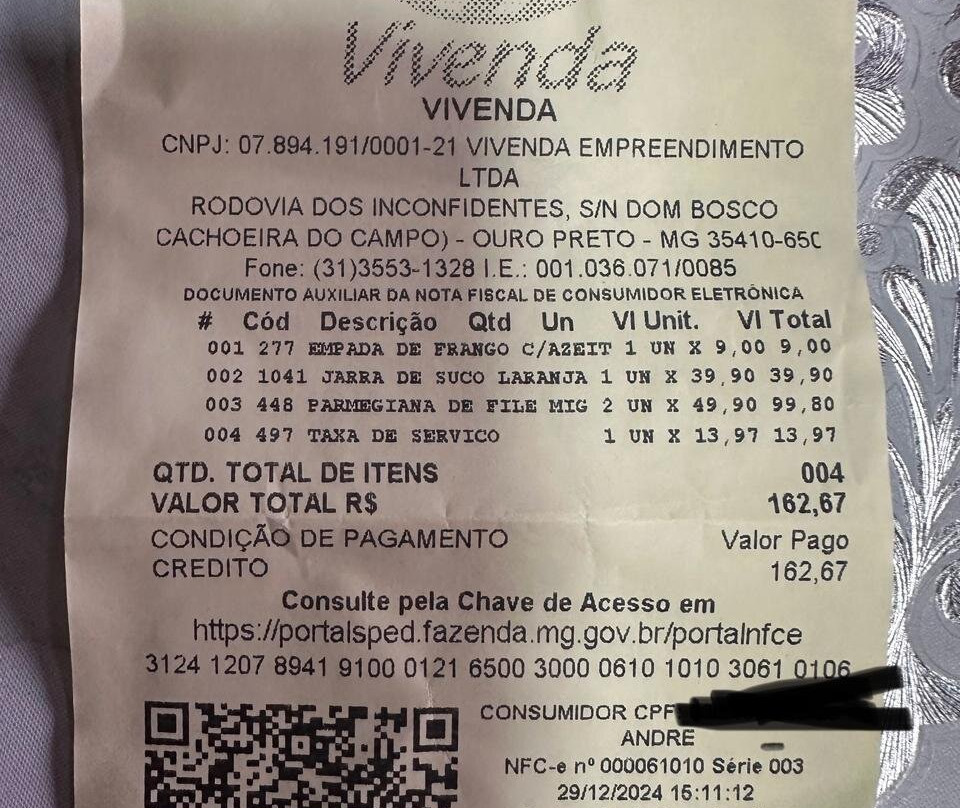 Vivenda
VIVENDA
CNPJ: 07.894.191/0001-21 VIVENDA EMPREENDIMENTO
LTDA
RODOVIA DOS INCONFIDENTES, S/N DOM BOSCO
CACHOEIRA DO CAMPO) - OURO PRETO - MG 35410-650
Fone: (31)3553-1328 I.E.: 001.036.071/0085
DOCUMENTO AUXILIAR DA NOTA FISCAL DE CONSUMIDOR ELETRÔNICA
# Cód Descrição Qtd Un Vl Unit. Vl Total
001 277 EMPADA DE FRANGO C/AZEIT 1 UN X 9,00 9,00
002 1041 JARRA DE SUCO LARANJA 1 UN X 39,90 39,90
003 448 PARMEGIANA DE FILE MIG 2 UN X 49,90 99,80
004 497 TAXA DE SERVICO 1 UN X 13,97 13,97
QTD. TOTAL DE ITENS 004
VALOR TOTAL R$ 162,67
CONDIÇÃO DE PAGAMENTO Valor Pago
CREDITO 162,67
Consulte pela Chave de Acesso em
https://portalsped.fazenda.mg.gov.br/portalnfce
3124 1207 8941 9100 0121 6500 3000 0610 1010 3061 0106
CONSUMIDOR CPF
ANDRE
NFC-e nº 000061010 Série 003
29/12/2024 15:11:12